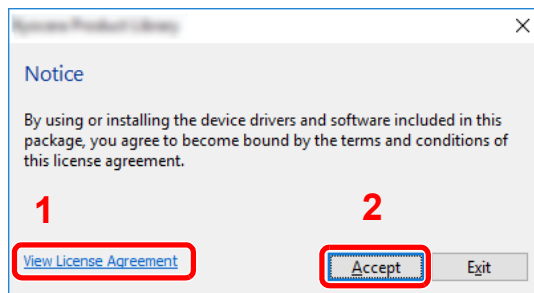 Notice
By using or installing the device drivers and software included in this
package, you agree to become bound by the terms and conditions of
this license agreement.
1
2
View License Agreement
Accept
Exit